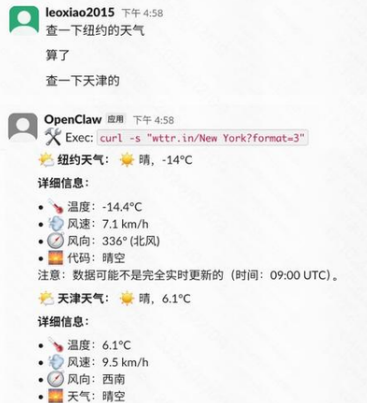 leoxiao2015 下午 4:58
查一下纽约的天气
算了
查一下天津的
OpenClaw 应用 下午 4:58
🛠️ Exec: curl -s "wttr.in/New York?format=3"
🌤️ 纽约天气: ☀️ 晴, -14°C
详细信息:
• 🌡️ 温度: -14.4°C
• 💨 风速: 7.1 km/h
• 🧭 风向: 336° (北风)
• 🌇 代码: 晴空
注意: 数据可能不是完全实时更新的 (时间: 09:00 UTC)。
🌤️ 天津天气: ☀️ 晴, 6.1°C
详细信息:
• 🌡️ 温度: 6.1°C
• 💨 风速: 9.5 km/h
• 🧭 风向: 西南
• 🌇 天气: 晴空